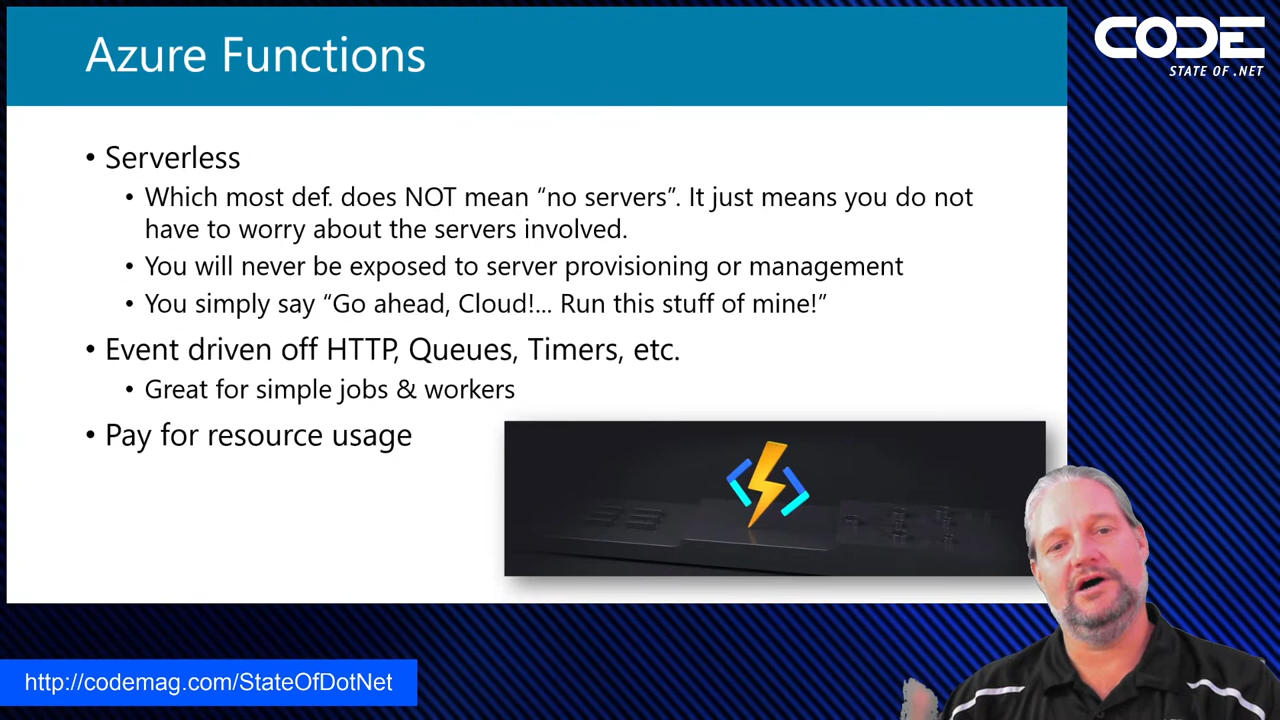 Azure Functions
CODE
STATE OF .NET
• Serverless
• Which most def. does NOT mean “no servers”. It just means you do not
have to worry about the servers involved.
• You will never be exposed to server provisioning or management
• You simply say “Go ahead, Cloud!... Run this stuff of mine!”
• Event driven off HTTP, Queues, Timers, etc.
• Great for simple jobs & workers
• Pay for resource usage
http://codemag.com/StateOfDotNet